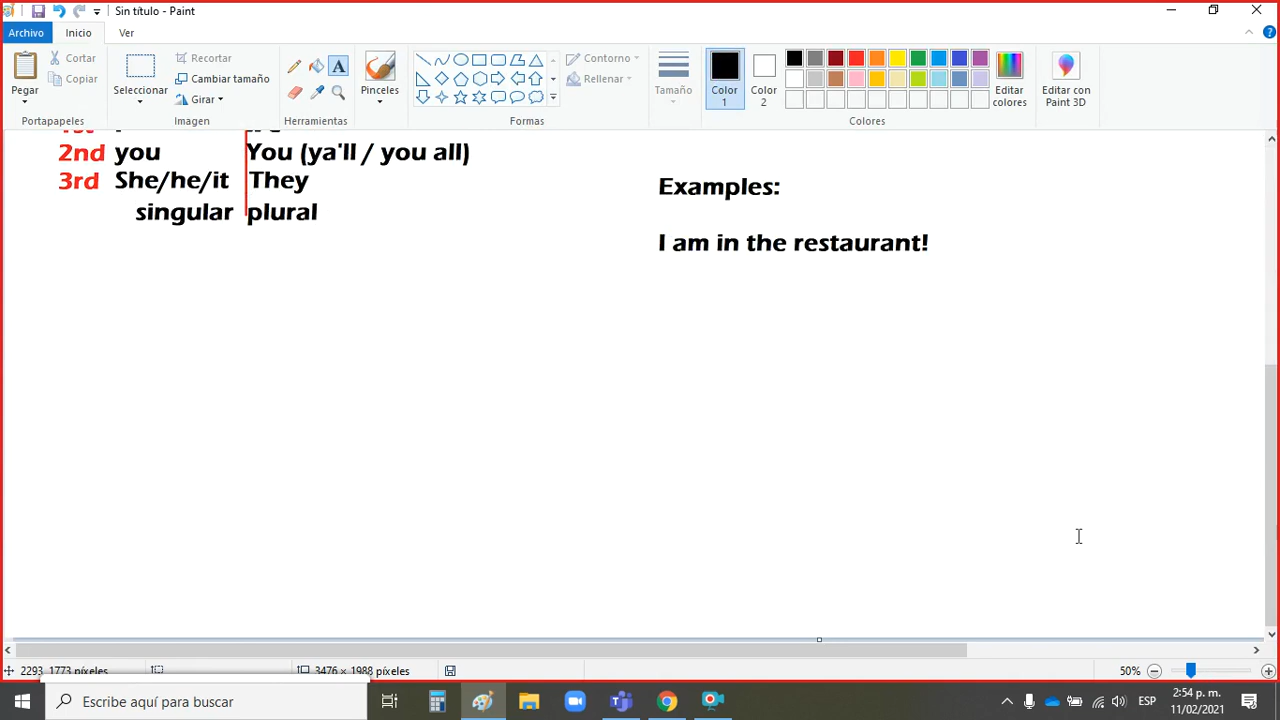 Sin título - Paint
Archivo Inicio Ver
Pegar
Cortar
Copiar
Portapapeles
Seleccionar
Recortar
Cambiar tamaño
Girar
Imagen
A
Herramientas
Pinceles
Contorno
Rellenar
Formas
Tamaño
Color 1
Color 2
Colores
Editar colores
Editar con Paint 3D
2nd you You (ya'll / you all)
3rd She/he/it They
singular plural
Examples:
I am in the restaurant!
2293, 1773 píxeles
3476 × 1988 píxeles
50%
Escribe aquí para buscar
ESP
2:54 p. m.
11/02/2021